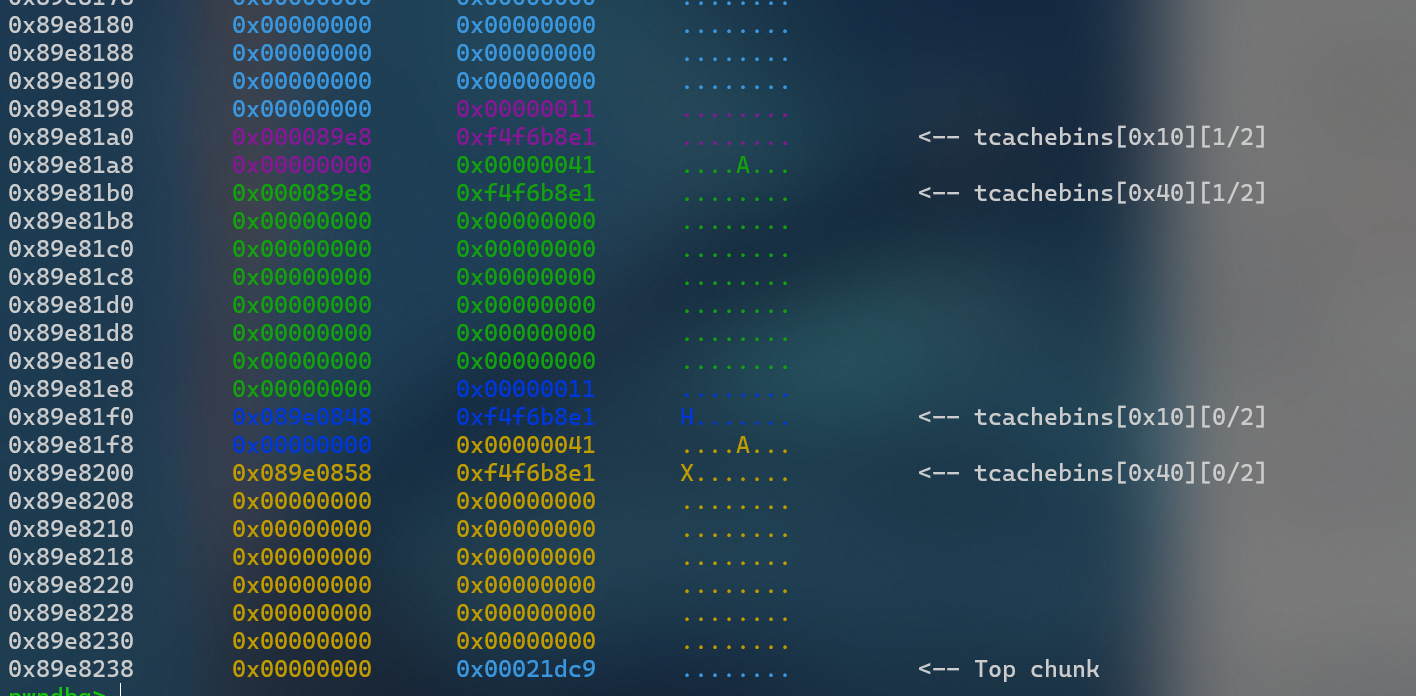 0x89e8178 0x00000000 0x00000000 ........
0x89e8180 0x00000000 0x00000000 ........
0x89e8188 0x00000000 0x00000000 ........
0x89e8190 0x00000000 0x00000000 ........
0x89e8198 0x00000000 0x00000011 ........
0x89e81a0 0x000089e8 0xf4f6b8e1 ........ <-- tcachebins[0x10][1/2]
0x89e81a8 0x00000000 0x00000041 ....A...
0x89e81b0 0x000089e8 0xf4f6b8e1 ........ <-- tcachebins[0x40][1/2]
0x89e81b8 0x00000000 0x00000000 ........
0x89e81c0 0x00000000 0x00000000 ........
0x89e81c8 0x00000000 0x00000000 ........
0x89e81d0 0x00000000 0x00000000 ........
0x89e81d8 0x00000000 0x00000000 ........
0x89e81e0 0x00000000 0x00000000 ........
0x89e81e8 0x00000000 0x00000011 ........
0x89e81f0 0x089e0848 0xf4f6b8e1 H....... <-- tcachebins[0x10][0/2]
0x89e81f8 0x00000000 0x00000041 ....A...
0x89e8200 0x089e0858 0xf4f6b8e1 X....... <-- tcachebins[0x40][0/2]
0x89e8208 0x00000000 0x00000000 ........
0x89e8210 0x00000000 0x00000000 ........
0x89e8218 0x00000000 0x00000000 ........
0x89e8220 0x00000000 0x00000000 ........
0x89e8228 0x00000000 0x00000000 ........
0x89e8230 0x00000000 0x00000000 ........
0x89e8238 0x00000000 0x00021dc9 ........ <-- Top chunk
pwndbg>